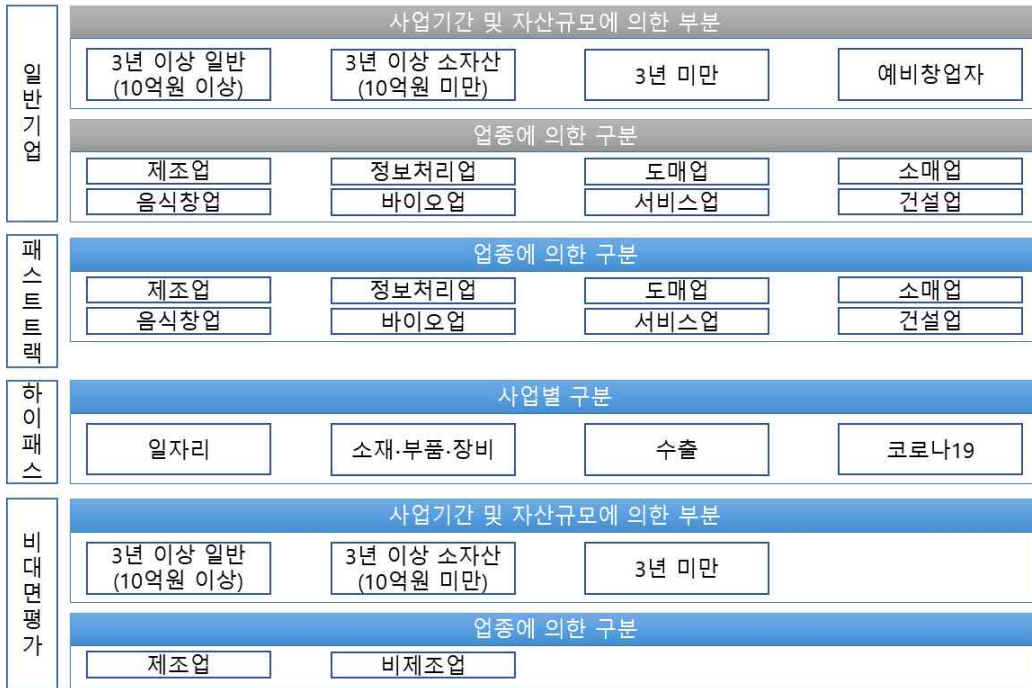 일반기업
사업기간 및 자산규모에 의한 부분
3년 이상 일반
(10억원 이상)
3년 이상 소자산
(10억원 미만)
3년 미만
예비창업자
업종에 의한 구분
제조업
정보처리업
도매업
소매업
음식창업
바이오업
서비스업
건설업
패스트트랙
업종에 의한 구분
제조업
정보처리업
도매업
소매업
음식창업
바이오업
서비스업
건설업
하이패스
사업별 구분
일자리
소재·부품·장비
수출
코로나19
비대면평가
사업기간 및 자산규모에 의한 부분
3년 이상 일반
(10억원 이상)
3년 이상 소자산
(10억원 미만)
3년 미만
업종에 의한 구분
제조업
비제조업